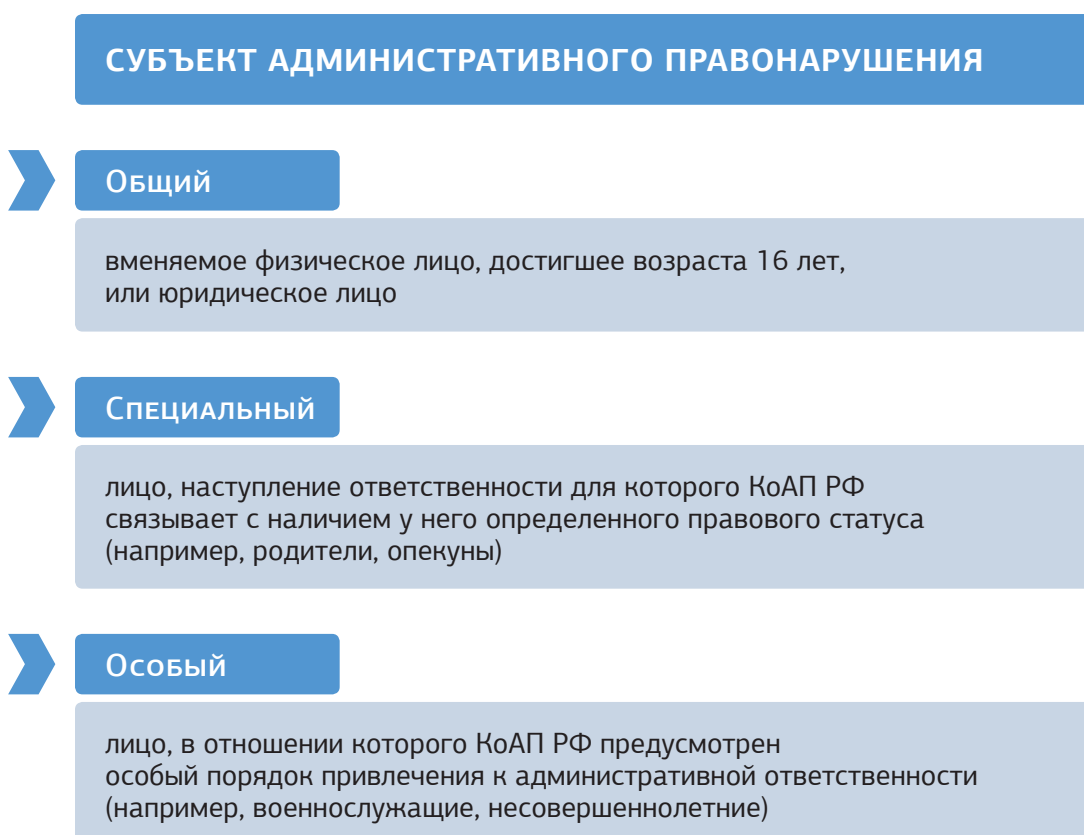 СУБЪЕКТ АДМИНИСТРАТИВНОГО ПРАВОНАРУШЕНИЯ
Общий
вменяемое физическое лицо, достигшее возраста 16 лет,
или юридическое лицо
Специальный
лицо, наступление ответственности для которого КоАП РФ
связывает с наличием у него определенного правового статуса
(например, родители, опекуны)
Особый
лицо, в отношении которого КоАП РФ предусмотрен
особый порядок привлечения к административной ответственности
(например, военнослужащие, несовершеннолетние)